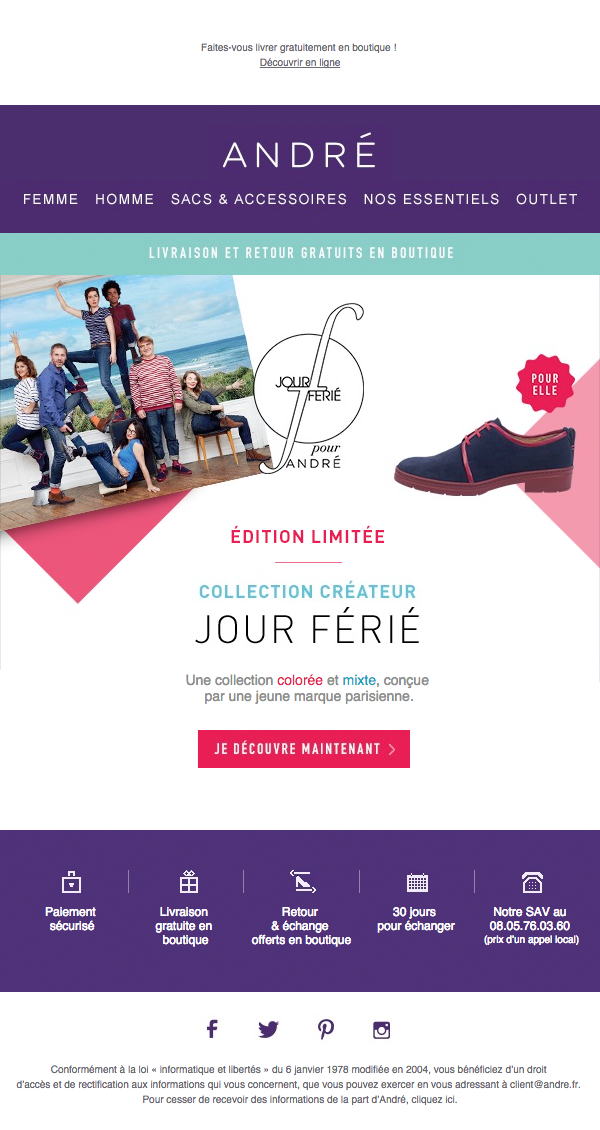 Faites-vous livrer gratuitement en boutique !
Découvrir en ligne
ANDRÉ
FEMME HOMME SACS & ACCESSOIRES NOS ESSENTIELS OUTLET
LIVRAISON ET RETOUR GRATUITS EN BOUTIQUE
JOUR
FERIÉ
pour
ANDRÉ
POUR
ELLE
ÉDITION LIMITÉE
COLLECTION CRÉATEUR
JOUR FÉRIÉ
Une collection colorée et mixte, conçue
par une jeune marque parisienne.
JE DÉCOUVRE MAINTENANT >
Paiement
sécurisé
Livraison
gratuite en
boutique
Retour
& échange
offerts en boutique
30 jours
pour échanger
Notre SAV au
08.05.76.03.60
(prix d'un appel local)
Conformément à la loi « informatique et libertés » du 6 janvier 1978 modifiée en 2004, vous bénéficiez d'un droit
d'accès et de rectification aux informations qui vous concernent, que vous pouvez exercer en vous adressant à client@andre.fr.
Pour cesser de recevoir des informations de la part d'André, cliquez ici.